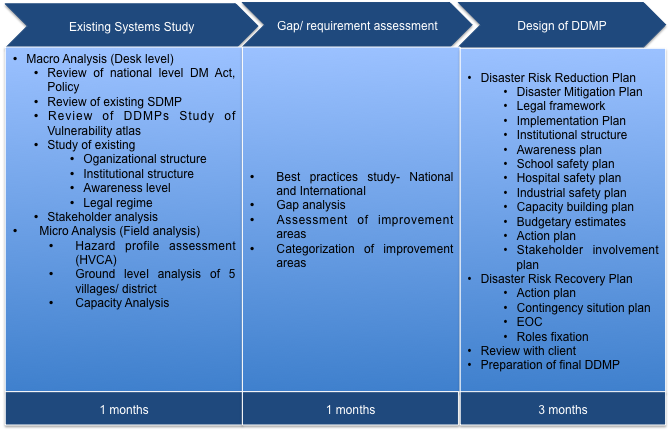 Existing Systems Study
• Macro Analysis (Desk level)
• Review of national level DM Act,
Policy
• Review of existing SDMP
• Review of DDMPs Study of
Vulnerability atlas
• Study of existing
• Oganizational structure
• Institutional structure
• Awareness level
• Legal regime
• Stakeholder analysis
• Micro Analysis (Field analysis)
• Hazard profile assessment
(HVCA)
• Ground level analysis of 5
villages/ district
• Capacity Analysis
1 months
Gap/ requirement assessment
• Best practices study- National
and International
• Gap analysis
• Assessment of improvement
areas
• Categorization of improvement
areas
1 months
Design of DDMP
• Disaster Risk Reduction Plan
• Disaster Mitigation Plan
• Legal framework
• Implementation Plan
• Institutional structure
• Awareness plan
• School safety plan
• Hospital safety plan
• Industrial safety plan
• Capacity building plan
• Budgetary estimates
• Action plan
• Stakeholder involvement
plan
• Disaster Risk Recovery Plan
• Action plan
• Contingency sitution plan
• EOC
• Roles fixation
• Review with client
• Preparation of final DDMP
3 months